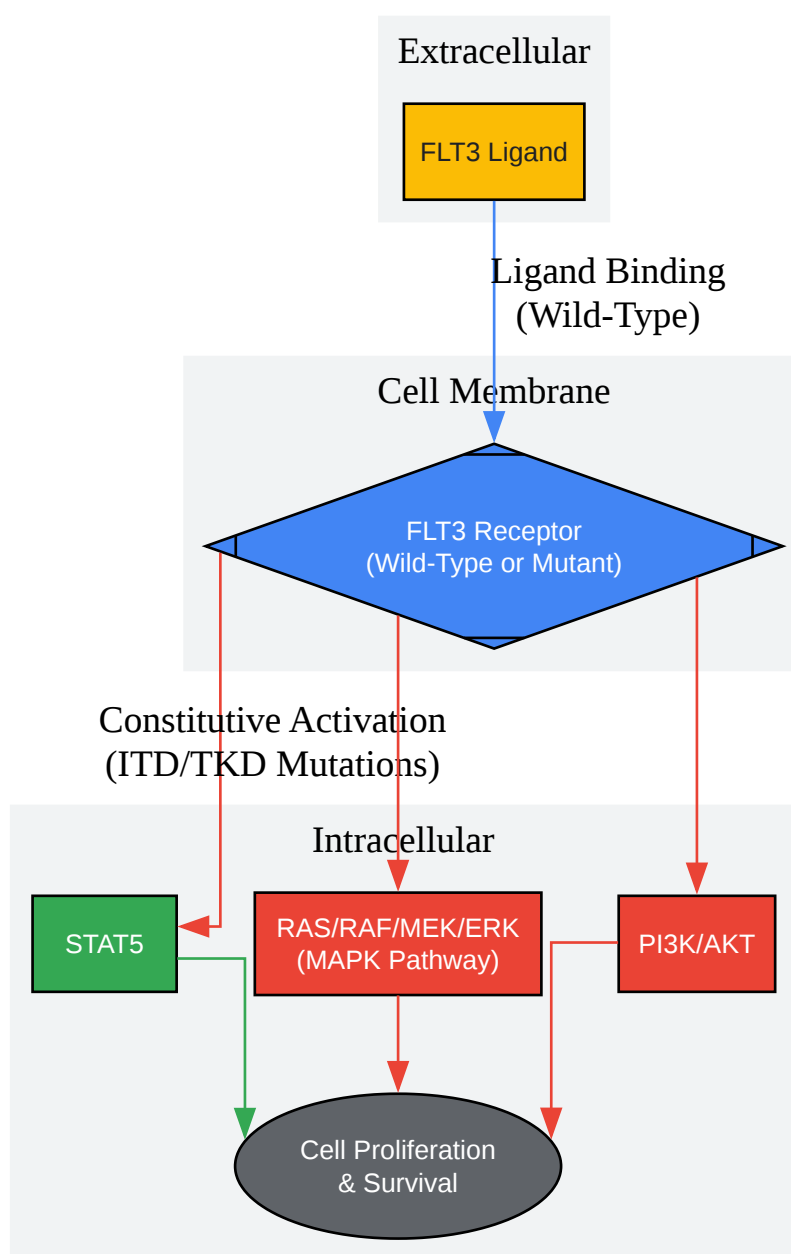 Extracellular
FLT3 Ligand
Ligand Binding
(Wild-Type)
Cell Membrane
FLT3 Receptor
(Wild-Type or Mutant)
Constitutive Activation
(ITD/TKD Mutations)
Intracellular
STAT5
RAS/RAF/MEK/ERK
(MAPK Pathway)
PI3K/AKT
Cell Proliferation
& Survival